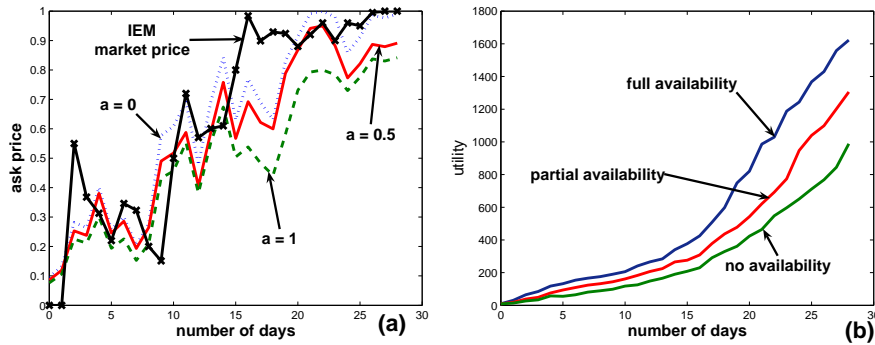 1
0.9
0.8
0.7
0.6
0.5
0.4
0.3
0.2
0.1
0
ask price
0 5 10 15 20 25 30
number of days
IEM
market price
a = 0
a = 0.5
a = 1
(a)
1800
1600
1400
1200
1000
800
600
400
200
0
utility
0 5 10 15 20 25 30
number of days
full availability
partial availability
no availability
(b)